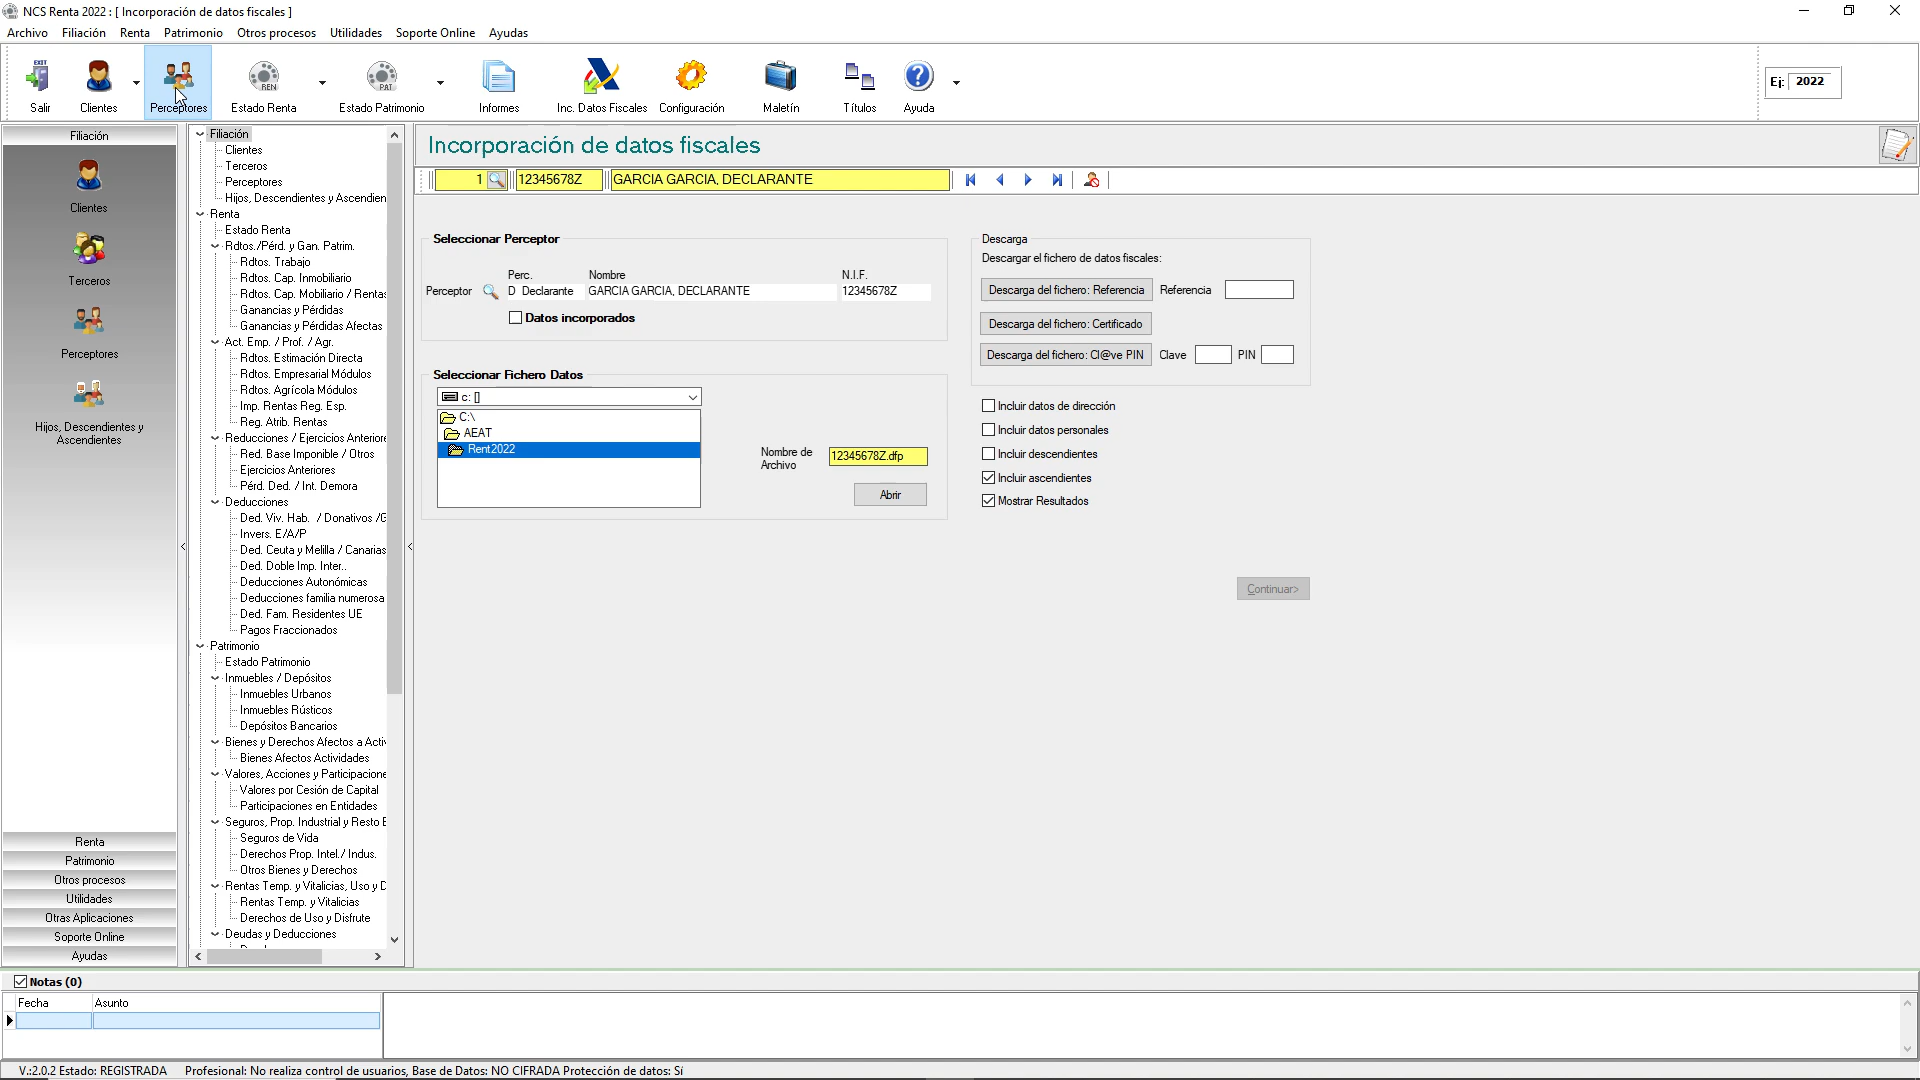 NCS Renta 2022 : [ Incorporación de datos fiscales ]
Archivo Filiación Renta Patrimonio Otros procesos Utilidades Soporte Online Ayudas
EXIT REN PAT
Salir Clientes Perceptores Estado Renta Estado Patrimonio Informes Inc. Datos Fiscales Configuración Maletín Títulos Ayuda
Ej: 2022
Filiación
Clientes
Terceros
Perceptores
Hijos, Descendientes y
Ascendientes
Renta
Patrimonio
Otros procesos
Utilidades
Otras Aplicaciones
Soporte Online
Ayudas
Filiación
Clientes
Terceros
Perceptores
Hijos, Descendientes y Ascendien
Renta
Estado Renta
Rdtos./Pérd. y Gan. Patrim.
Rdtos. Trabajo
Rdtos. Cap. Inmobiliario
Rdtos. Cap. Mobiliario / Rentas
Ganancias y Pérdidas
Ganancias y Pérdidas Afectas
Act. Emp. / Prof. / Agr.
Rdtos. Estimación Directa
Rdtos. Empresarial Módulos
Rdtos. Agrícola Módulos
Imp. Rentas Reg. Esp.
Reg. Atrib. Rentas
Reducciones / Ejercicios Anteriore
Red. Base Imponible / Otros
Ejercicios Anteriores
Pérd. Ded. / Int. Demora
Deducciones
Ded. Viv. Hab. / Donativos /G
Invers. E/A/P
Ded. Ceuta y Melilla / Canarias
Ded. Doble Imp. Inter..
Deducciones Autonómicas
Deducciones familia numerosa
Ded. Fam. Residentes UE
Pagos Fraccionados
Patrimonio
Estado Patrimonio
Inmuebles / Depósitos
Inmuebles Urbanos
Inmuebles Rústicos
Depósitos Bancarios
Bienes y Derechos Afectos a Activ
Bienes Afectos Actividades
Valores, Acciones y Participacione
Valores por Cesión de Capital
Participaciones en Entidades
Seguros, Prop. Industrial y Resto E
Seguros de Vida
Derechos Prop. Intel./ Indus.
Otros Bienes y Derechos
Rentas Temp. y Vitalicias, Uso y D
Rentas Temp. y Vitalicias
Derechos de Uso y Disfrute
Deudas y Deducciones
Incorporación de datos fiscales
1 12345678Z GARCIA GARCIA, DECLARANTE
Seleccionar Perceptor
Perc. Nombre N.I.F.
Perceptor D Declarante GARCIA GARCIA, DECLARANTE 12345678Z
Datos incorporados
Seleccionar Fichero Datos
c: []
C:\
AEAT
Rent2022
Nombre de
Archivo
12345678Z.dfp
Abrir
Descarga
Descargar el fichero de datos fiscales:
Descarga del fichero: Referencia Referencia
Descarga del fichero: Certificado
Descarga del fichero: Cl@ve PIN Clave PIN
Incluir datos de dirección
Incluir datos personales
Incluir descendientes
Incluir ascendientes
Mostrar Resultados
Continuar>
Notas (0)
Fecha Asunto
V.:2.0.2 Estado: REGISTRADA Profesional: No realiza control de usuarios, Base de Datos: NO CIFRADA Protección de datos: Sí